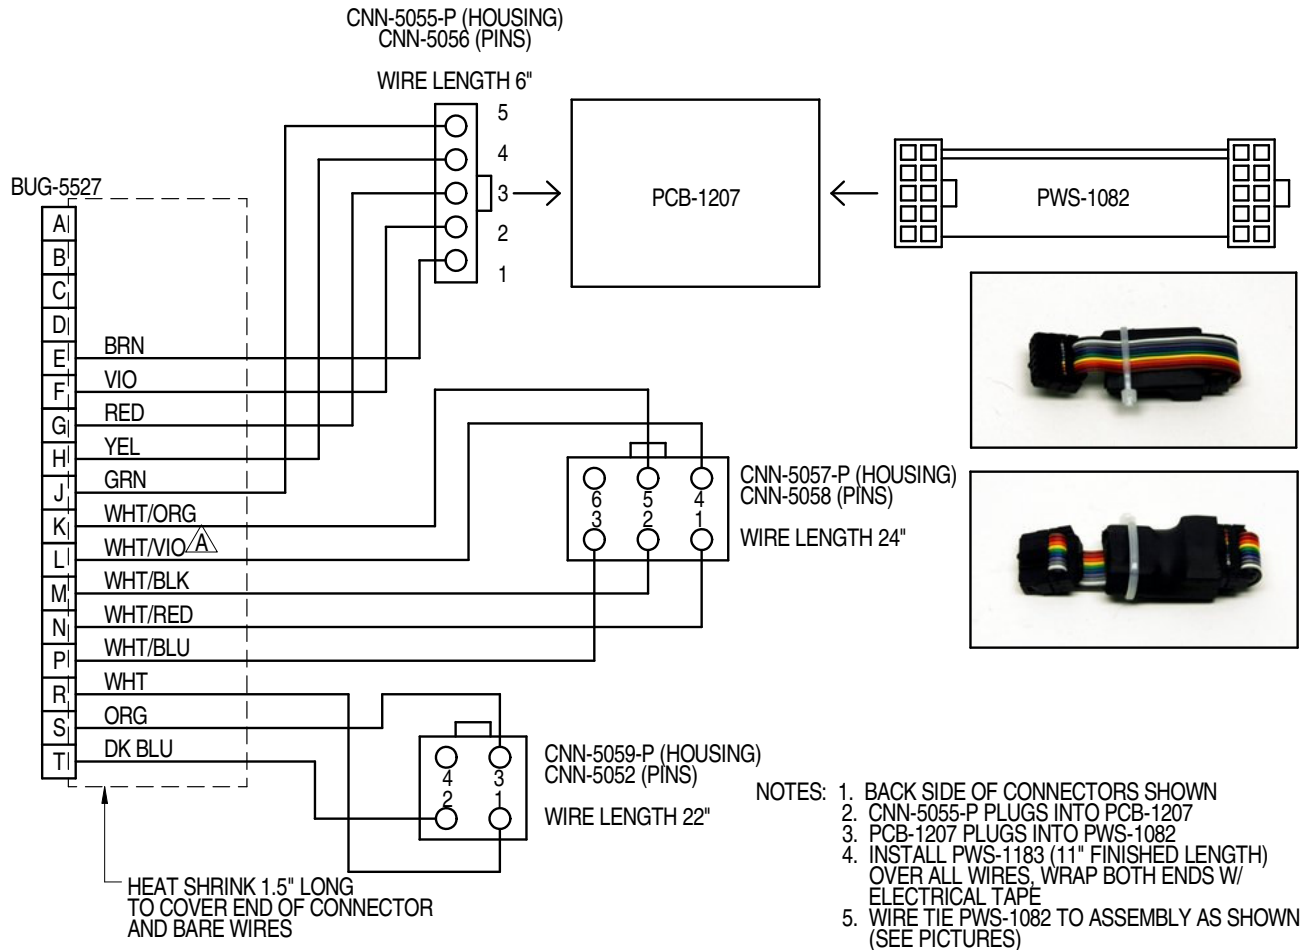 CNN-5055-P (HOUSING)
CNN-5056 (PINS)
WIRE LENGTH 6"
5
4
3
2
1
PCB-1207
PWS-1082
BUG-5527
A
B
C
D
E
F
G
H
J
K
L
M
N
P
R
S
T
BRN
VIO
RED
YEL
GRN
WHT/ORG
WHT/VIO A
WHT/BLK
WHT/RED
WHT/BLU
WHT
ORG
DK BLU
6 5 4
3 2 1
CNN-5057-P (HOUSING)
CNN-5058 (PINS)
WIRE LENGTH 24"
4 3
2 1
CNN-5059-P (HOUSING)
CNN-5052 (PINS)
WIRE LENGTH 22"
HEAT SHRINK 1.5" LONG
TO COVER END OF CONNECTOR
AND BARE WIRES
NOTES: 1. BACK SIDE OF CONNECTORS SHOWN
2. CNN-5055-P PLUGS INTO PCB-1207
3. PCB-1207 PLUGS INTO PWS-1082
4. INSTALL PWS-1183 (11" FINISHED LENGTH)
OVER ALL WIRES, WRAP BOTH ENDS W/
ELECTRICAL TAPE
5. WIRE TIE PWS-1082 TO ASSEMBLY AS SHOWN
(SEE PICTURES)